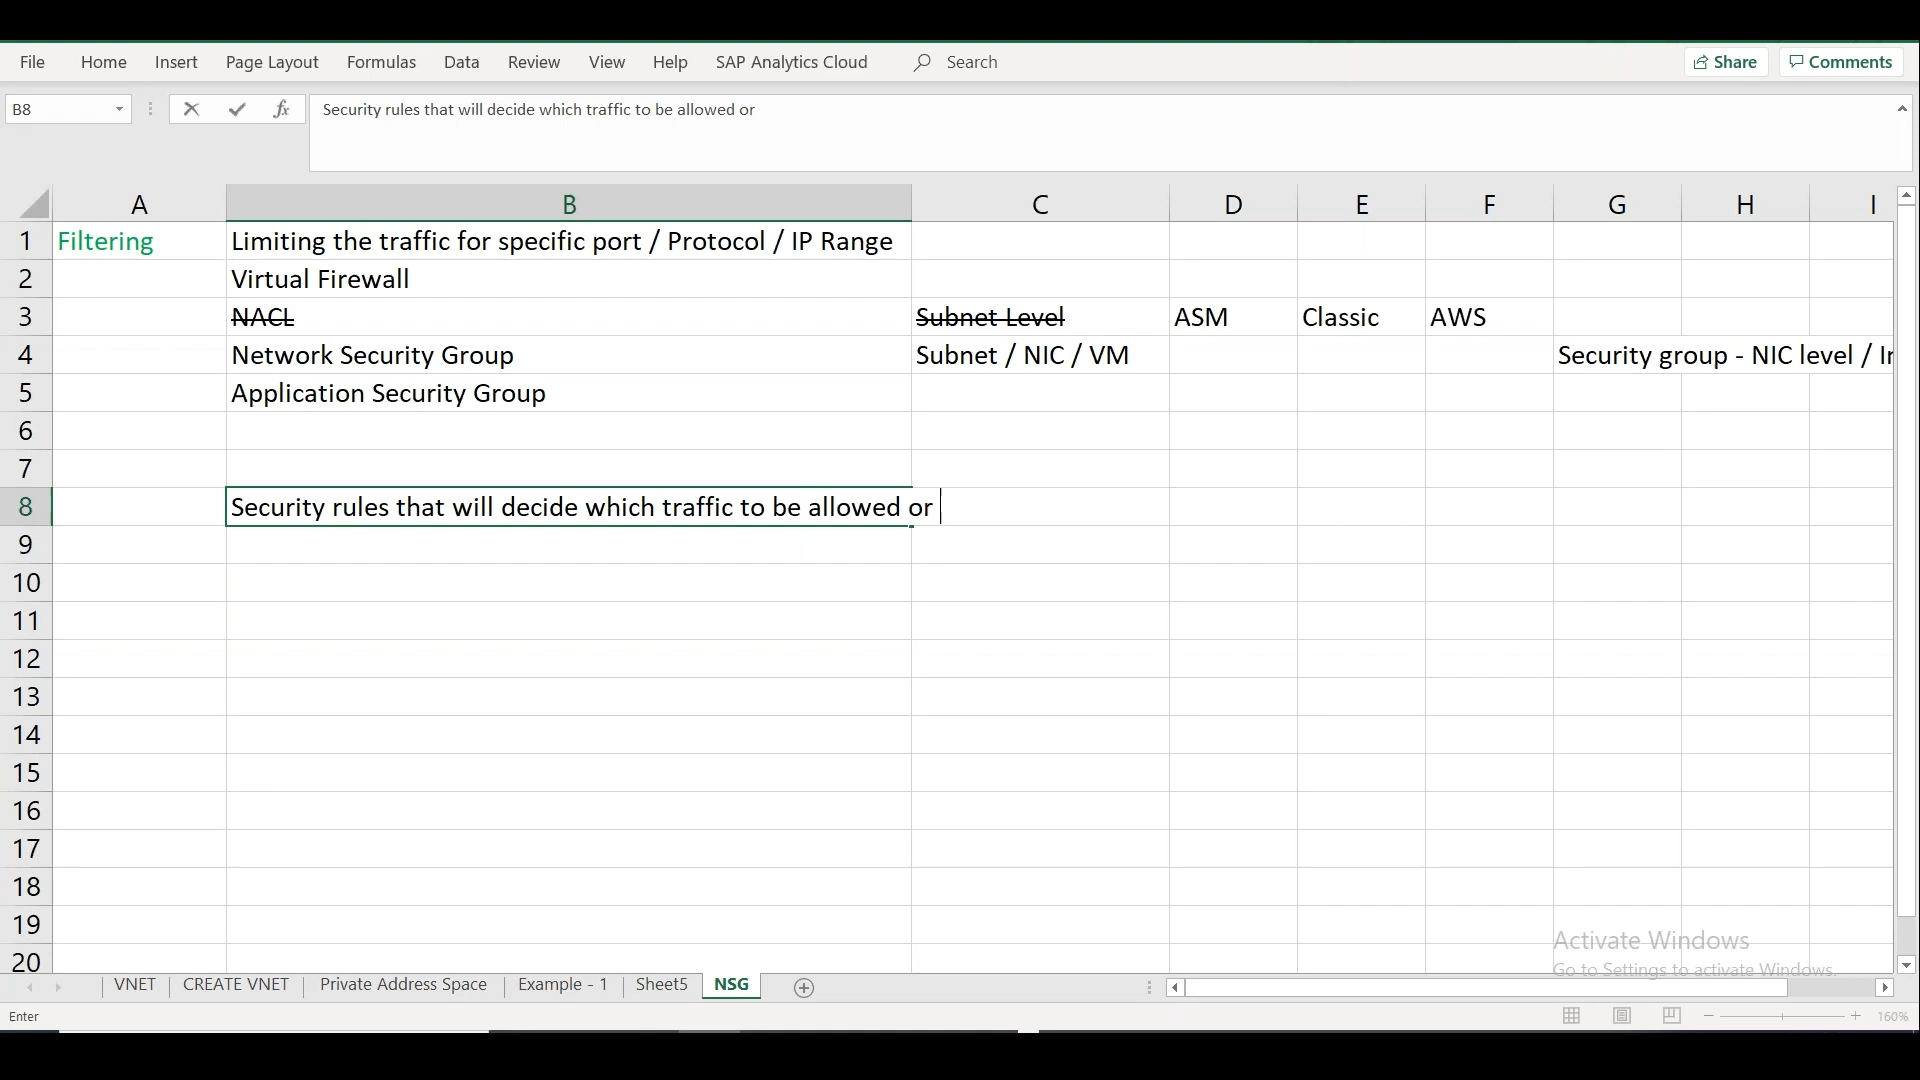 File Home Insert Page Layout Formulas Data Review View Help SAP Analytics Cloud Search Share Comments
B8 fx Security rules that will decide which traffic to be allowed or
A B C D E F G H I
1 Filtering Limiting the traffic for specific port / Protocol / IP Range
2 Virtual Firewall
3 NACL Subnet Level ASM Classic AWS
4 Network Security Group Subnet / NIC / VM Security group - NIC level /
5 Application Security Group
6
7
8 Security rules that will decide which traffic to be allowed or
9
10
11
12
13
14
15
16
17
18
19
20
Activate Windows
Go to Settings to activate Windows.
VNET CREATE VNET Private Address Space Example - 1 Sheet5 NSG
Enter 160%